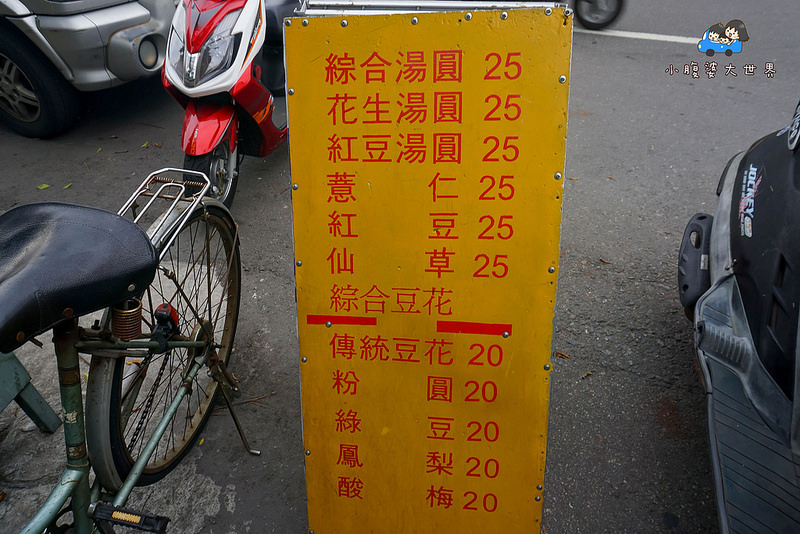 小腹婆大世界
綜合湯圓 25
花生湯圓 25
紅豆湯圓 25
薏仁 25
紅豆 25
仙草 25
綜合豆花
傳統豆花 20
粉圓 20
綠豆 20
鳳梨 20
酸梅 20
JOCKEY